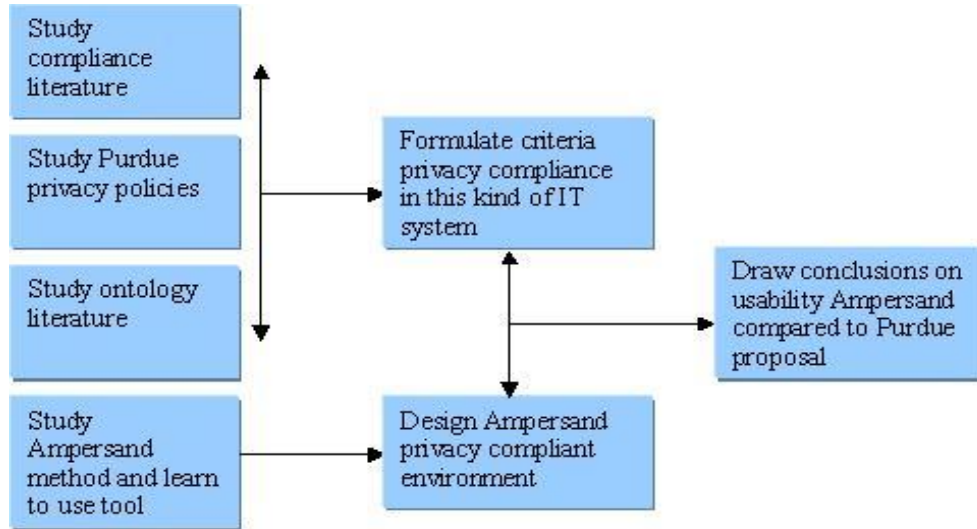 Study
compliance
literature
Study Purdue
privacy policies
Study ontology
literature
Study
Ampersand
method and learn
to use tool
Formulate criteria
privacy compliance
in this kind of IT
system
Design Ampersand
privacy compliant
environment
Draw conclusions on
usability Ampersand
compared to Purdue
proposal